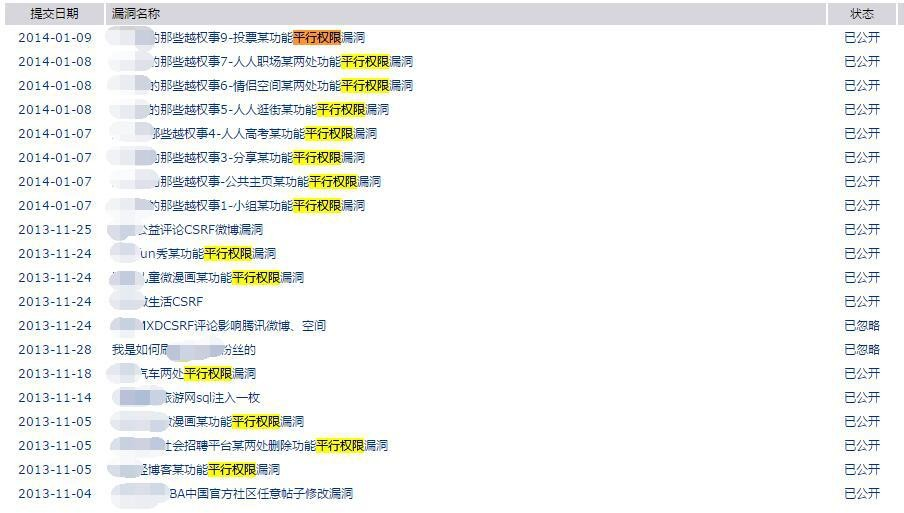 提交日期 漏洞名称 状态
2014-01-09 的那些越权事9-投票某功能平行权限漏洞 已公开
2014-01-08 的那些越权事7-人人职场某两处功能平行权限漏洞 已公开
2014-01-08 的那些越权事6-情侣空间某两处功能平行权限漏洞 已公开
2014-01-08 的那些越权事5-人人逛街某功能平行权限漏洞 已公开
2014-01-07 那些越权事4-人人高考某功能平行权限漏洞 已公开
2014-01-07 的那些越权事3-分享某功能平行权限漏洞 已公开
2014-01-07 的那些越权事-公共主页某功能平行权限漏洞 已公开
2014-01-07 的那些越权事1-小组某功能平行权限漏洞 已公开
2013-11-25 公益评论CSRF微博漏洞 已公开
2013-11-24 un秀某功能平行权限漏洞 已公开
2013-11-24 儿童微漫画某功能平行权限漏洞 已公开
2013-11-24 生活CSRF 已公开
2013-11-24 MXDCSRF评论影响腾讯微博、空间 已忽略
2013-11-28 我是如何刷 粉丝的 已忽略
2013-11-18 汽车两处平行权限漏洞 已公开
2013-11-14 旅游网sql注入一枚 已公开
2013-11-05 漫画某功能平行权限漏洞 已公开
2013-11-05 社会招聘平台某两处删除功能平行权限漏洞 已公开
2013-11-05 博客某功能平行权限漏洞 已公开
2013-11-04 BA中国官方社区任意帖子修改漏洞 已公开